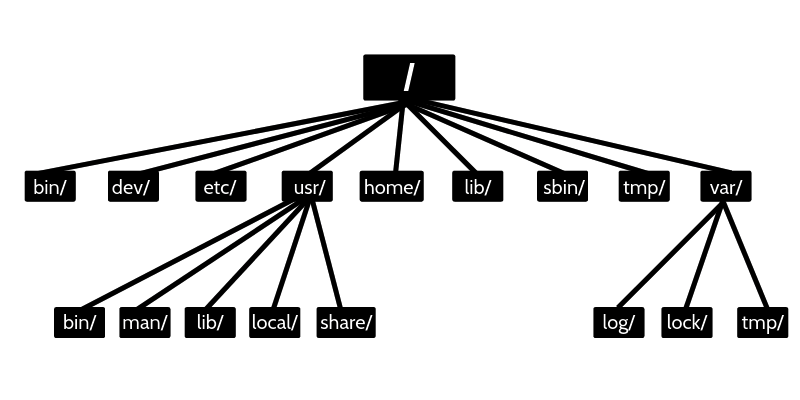 /
bin/ dev/ etc/ usr/ home/ lib/ sbin/ tmp/ var/
bin/ man/ lib/ local/ share/ log/ lock/ tmp/